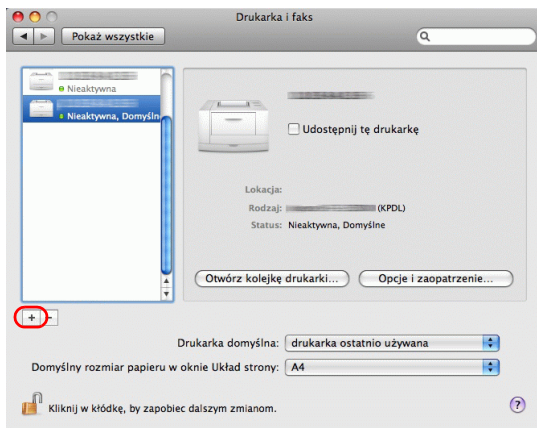 Drukarka i faks
Pokaż wszystkie
Nieaktywna
Nieaktywna, Domyśln
Udostępnij tę drukarkę
Lokacja:
Rodzaj: (KPDL)
Status: Nieaktywna, Domyślne
Otwórz kolejkę drukarki... Opcje i zaopatrzenie...
+ −
Drukarka domyślna: drukarka ostatnio używana
Domyślny rozmiar papieru w oknie Układ strony: A4
Kliknij w kłódkę, by zapobiec dalszym zmianom. ?